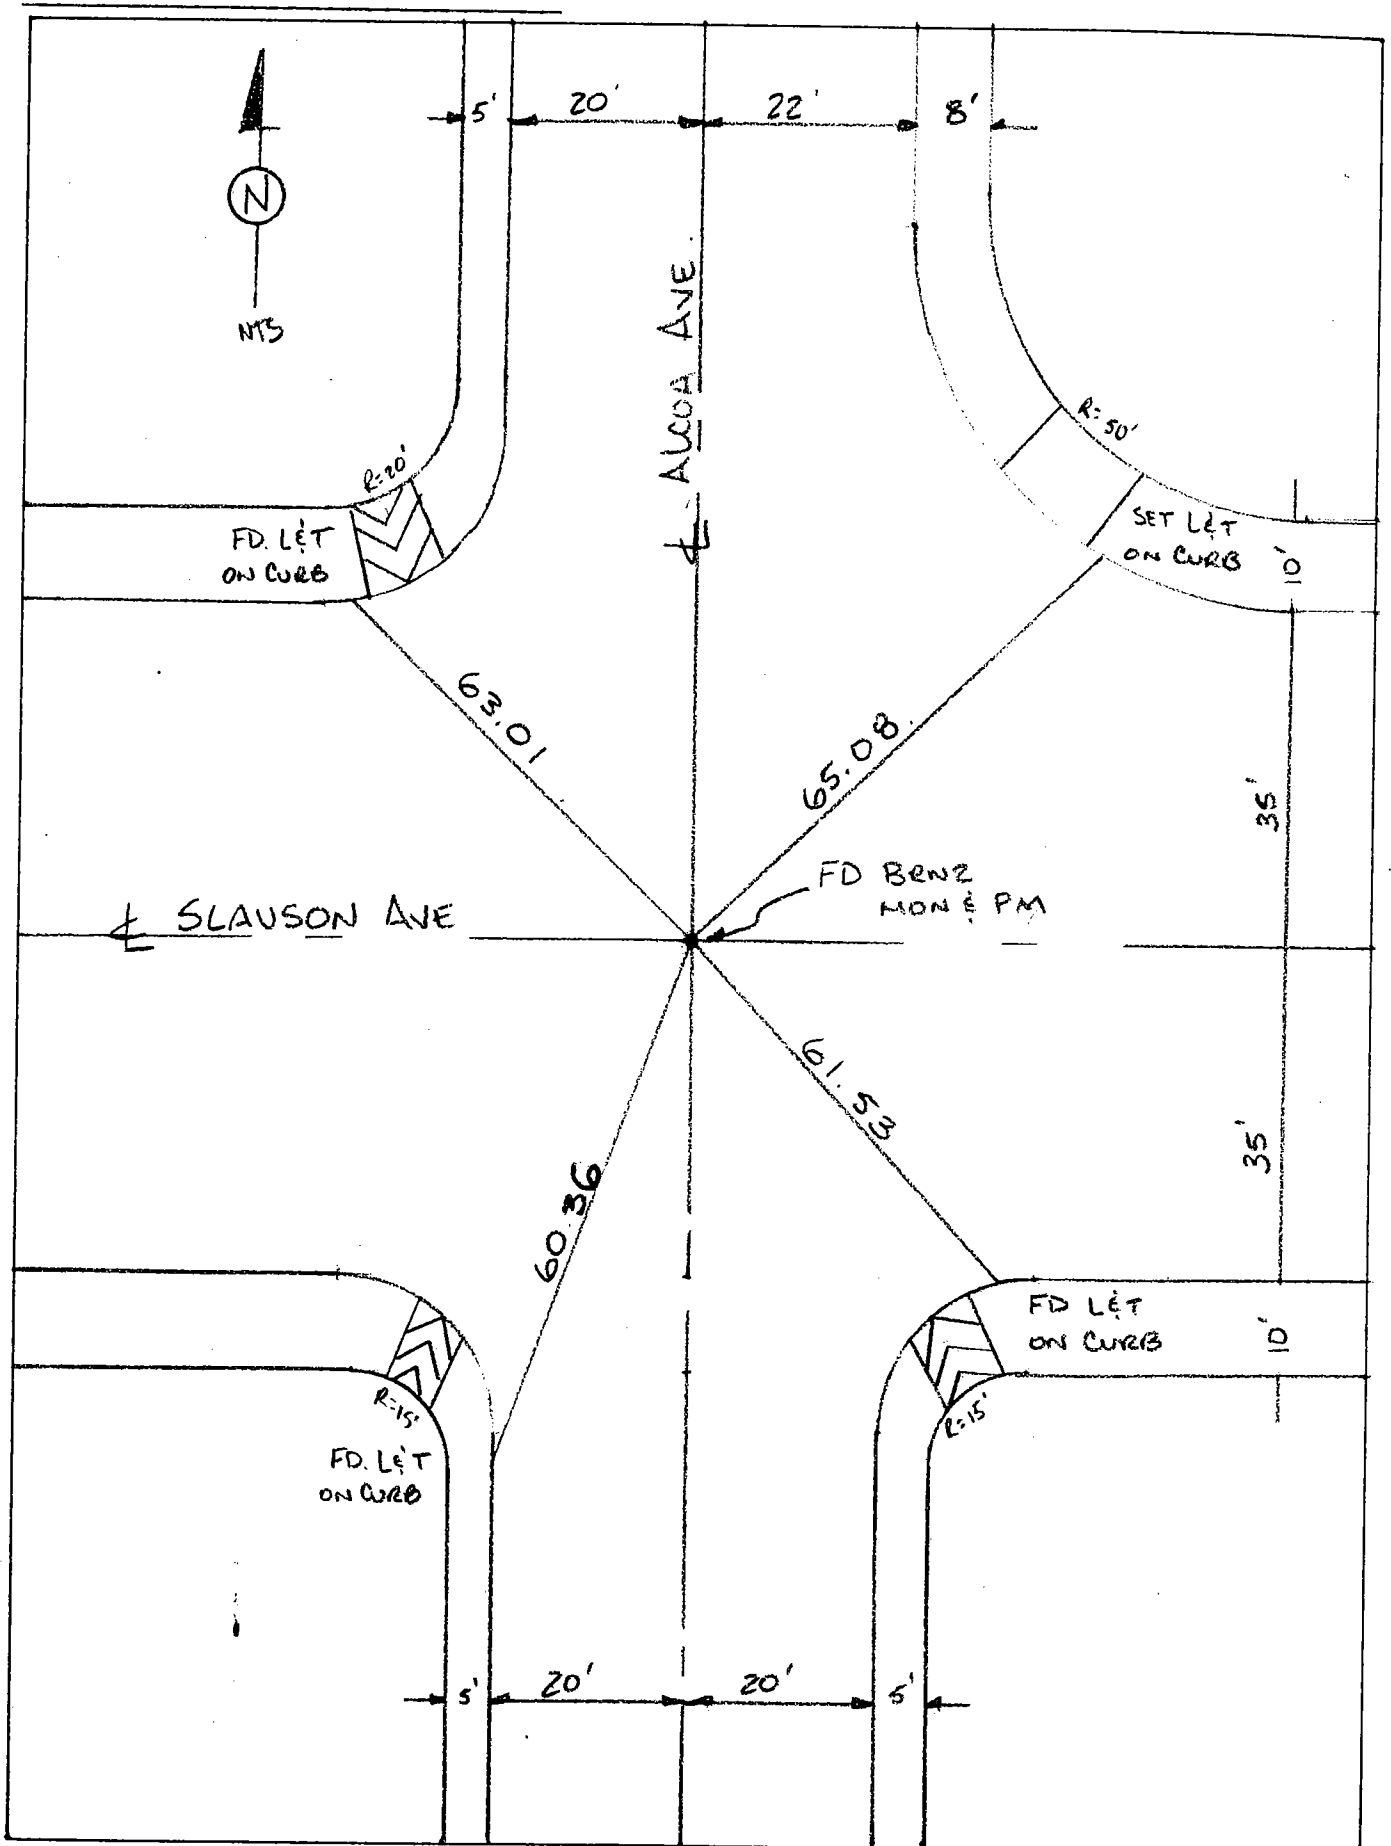 5' 20' 22' 8'
N
NTS
℄ ALCOA AVE.
R=20'
R=50'
FD. L&T
ON CURB
SET L&T
ON CURB
10'
63.01
65.08
35'
FD BRNZ
MON & PM
℄ SLAUSON AVE
61.53
35'
60.36
FD L&T
ON CURB
10'
R=15'
R=15'
FD. L&T
ON CURB
5' 20' 20' 5'